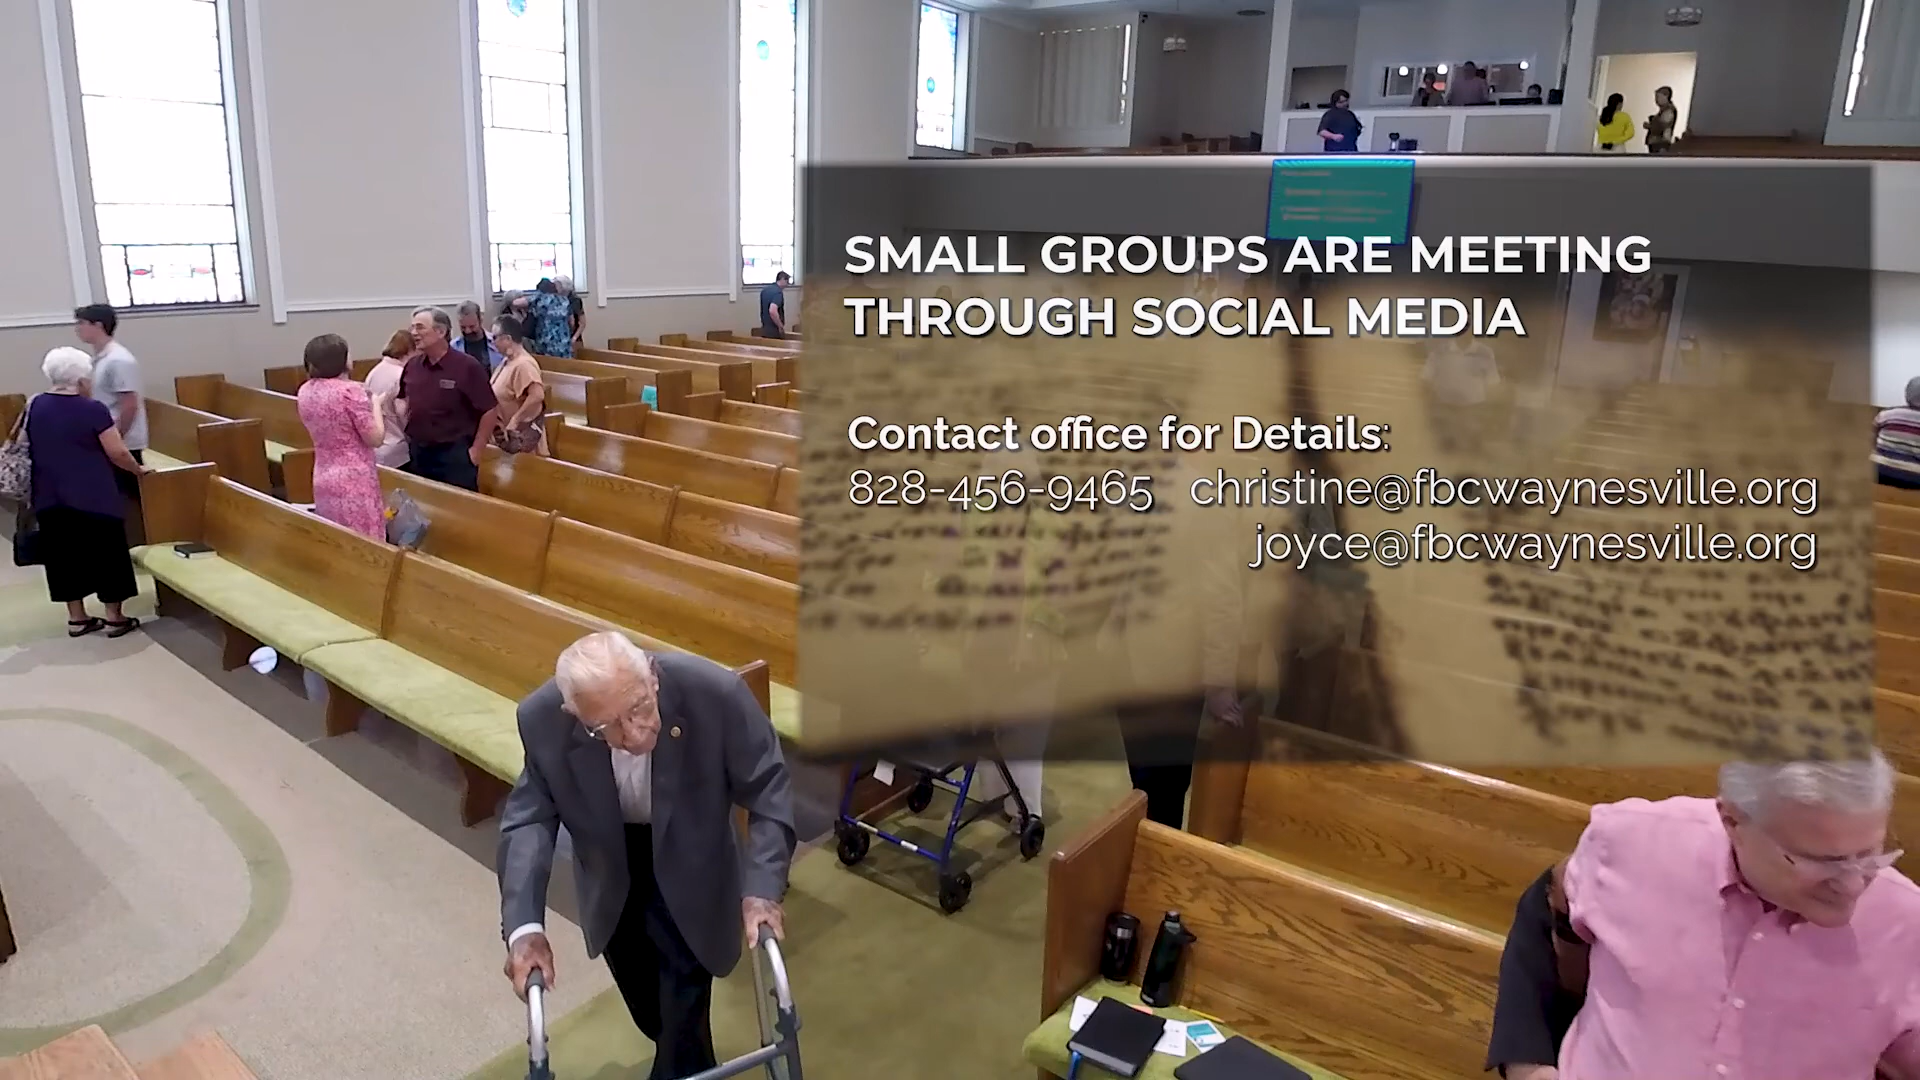 SMALL GROUPS ARE MEETING
THROUGH SOCIAL MEDIA
Contact office for Details:
828-456-9465 christine@fbcwaynesville.org
joyce@fbcwaynesville.org